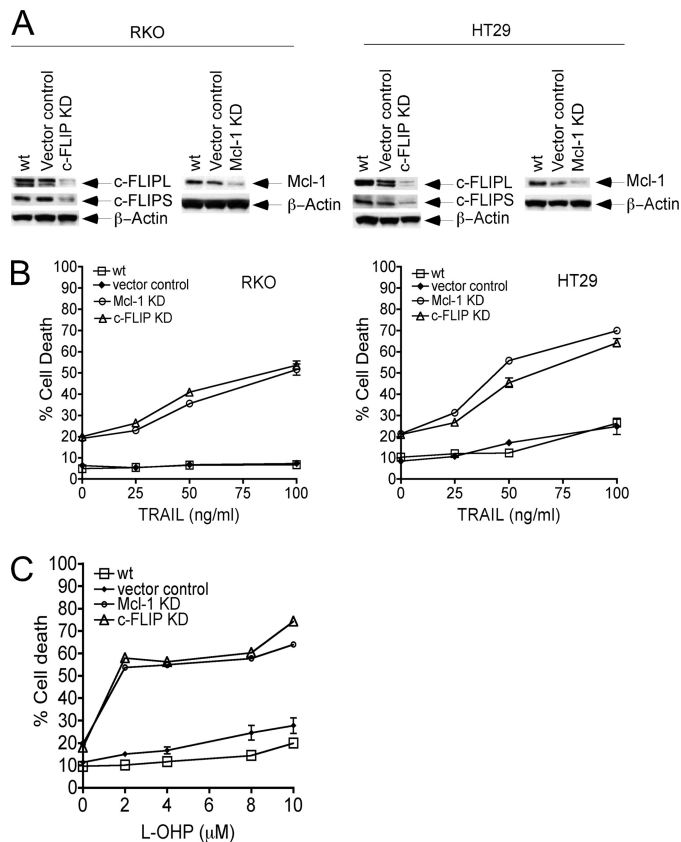 A
RKO
HT29
wt
Vector control
c-FLIP KD
wt
Vector control
Mcl-1 KD
wt
Vector control
c-FLIP KD
wt
Vector control
Mcl-1 KD
c-FLIPL
c-FLIPS
β-Actin
Mcl-1
β-Actin
c-FLIPL
c-FLIPS
β-Actin
Mcl-1
β-Actin
B
RKO
wt
vector control
Mcl-1 KD
c-FLIP KD
% Cell Death
100
90
80
70
60
50
40
30
20
10
0
0 25 50 75 100
TRAIL (ng/ml)
HT29
wt
vector control
Mcl-1 KD
c-FLIP KD
% Cell Death
100
90
80
70
60
50
40
30
20
10
0
0 25 50 75 100
TRAIL (ng/ml)
C
wt
vector control
Mcl-1 KD
c-FLIP KD
% Cell death
100
90
80
70
60
50
40
30
20
10
0
0 2 4 6 8 10
L-OHP (μM)